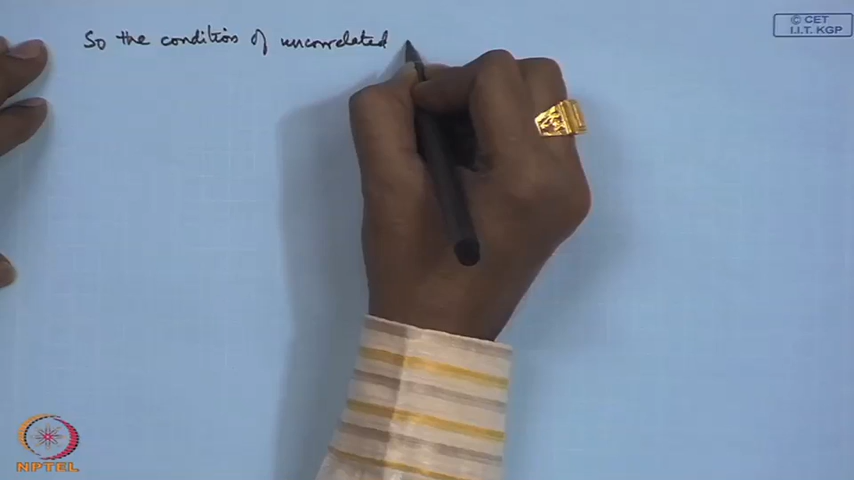 So the condition of uncorrelated
© CET
I.I.T. KGP
NPTEL